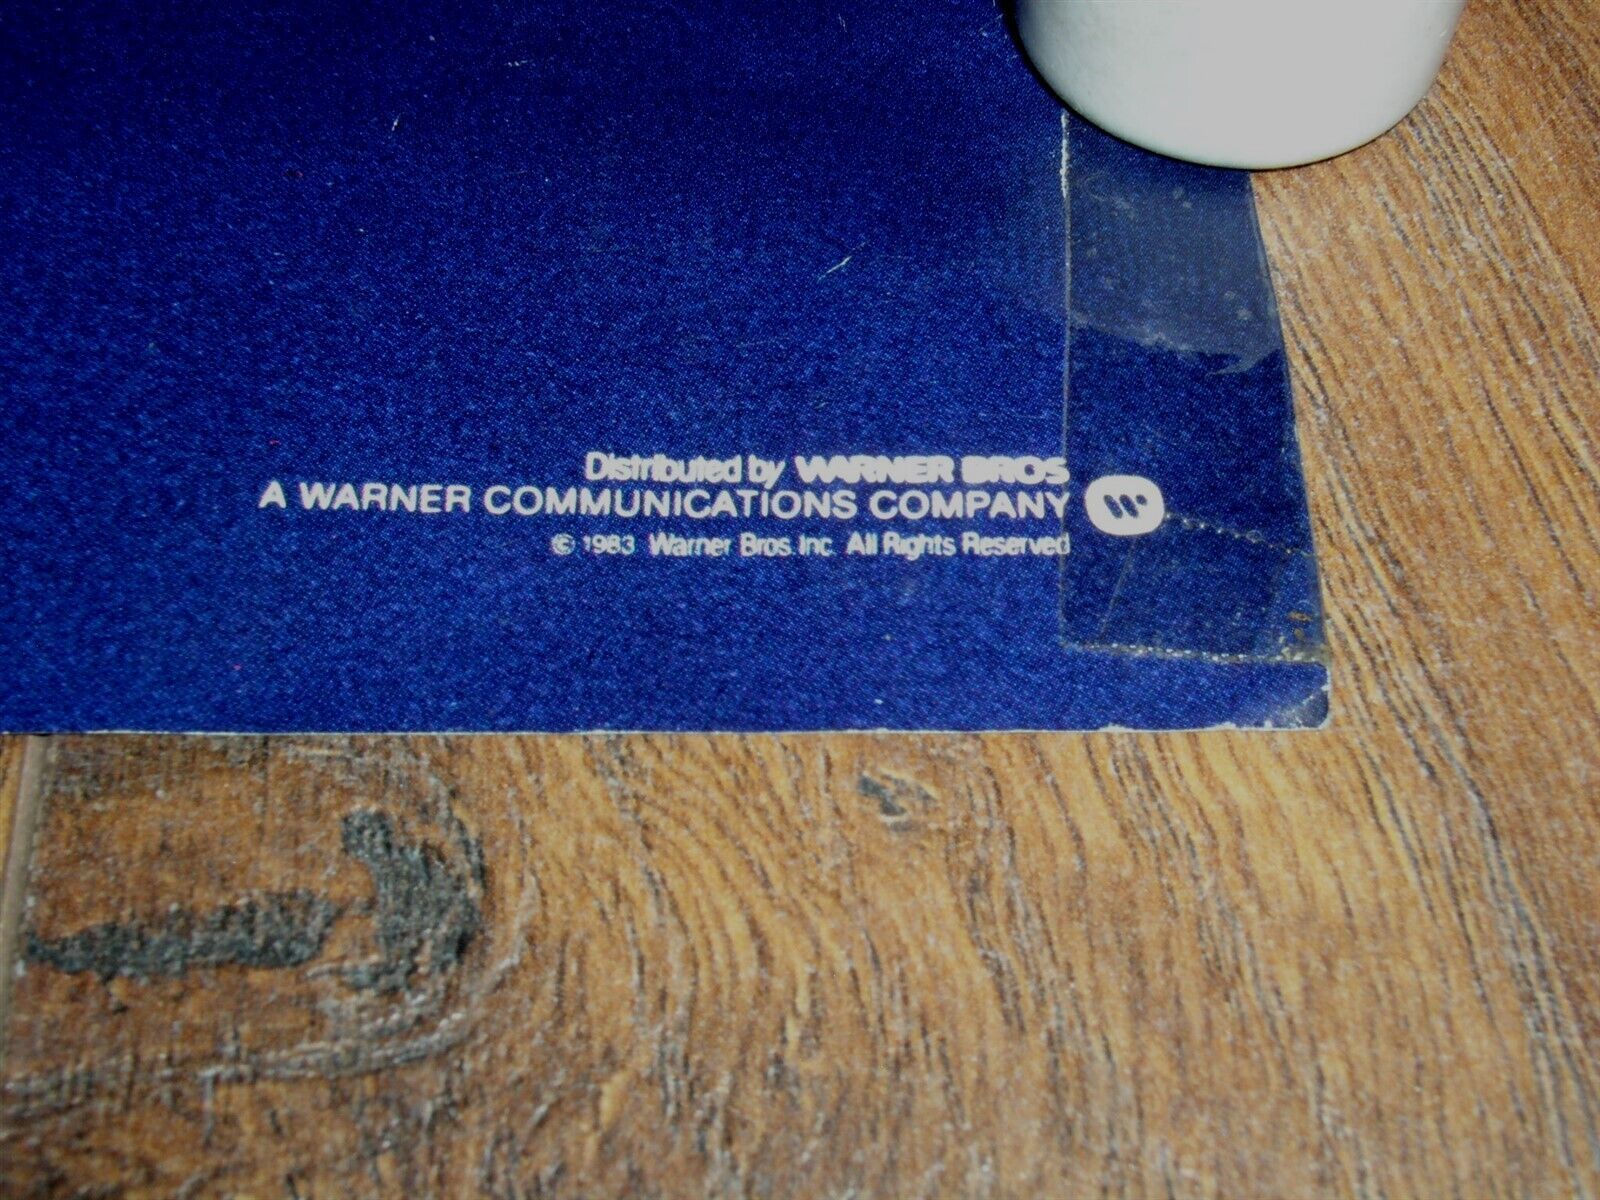 Distributed by WARNER BROS
A WARNER COMMUNICATIONS COMPANY
© 1983 Warner Bros. Inc. All Rights Reserved